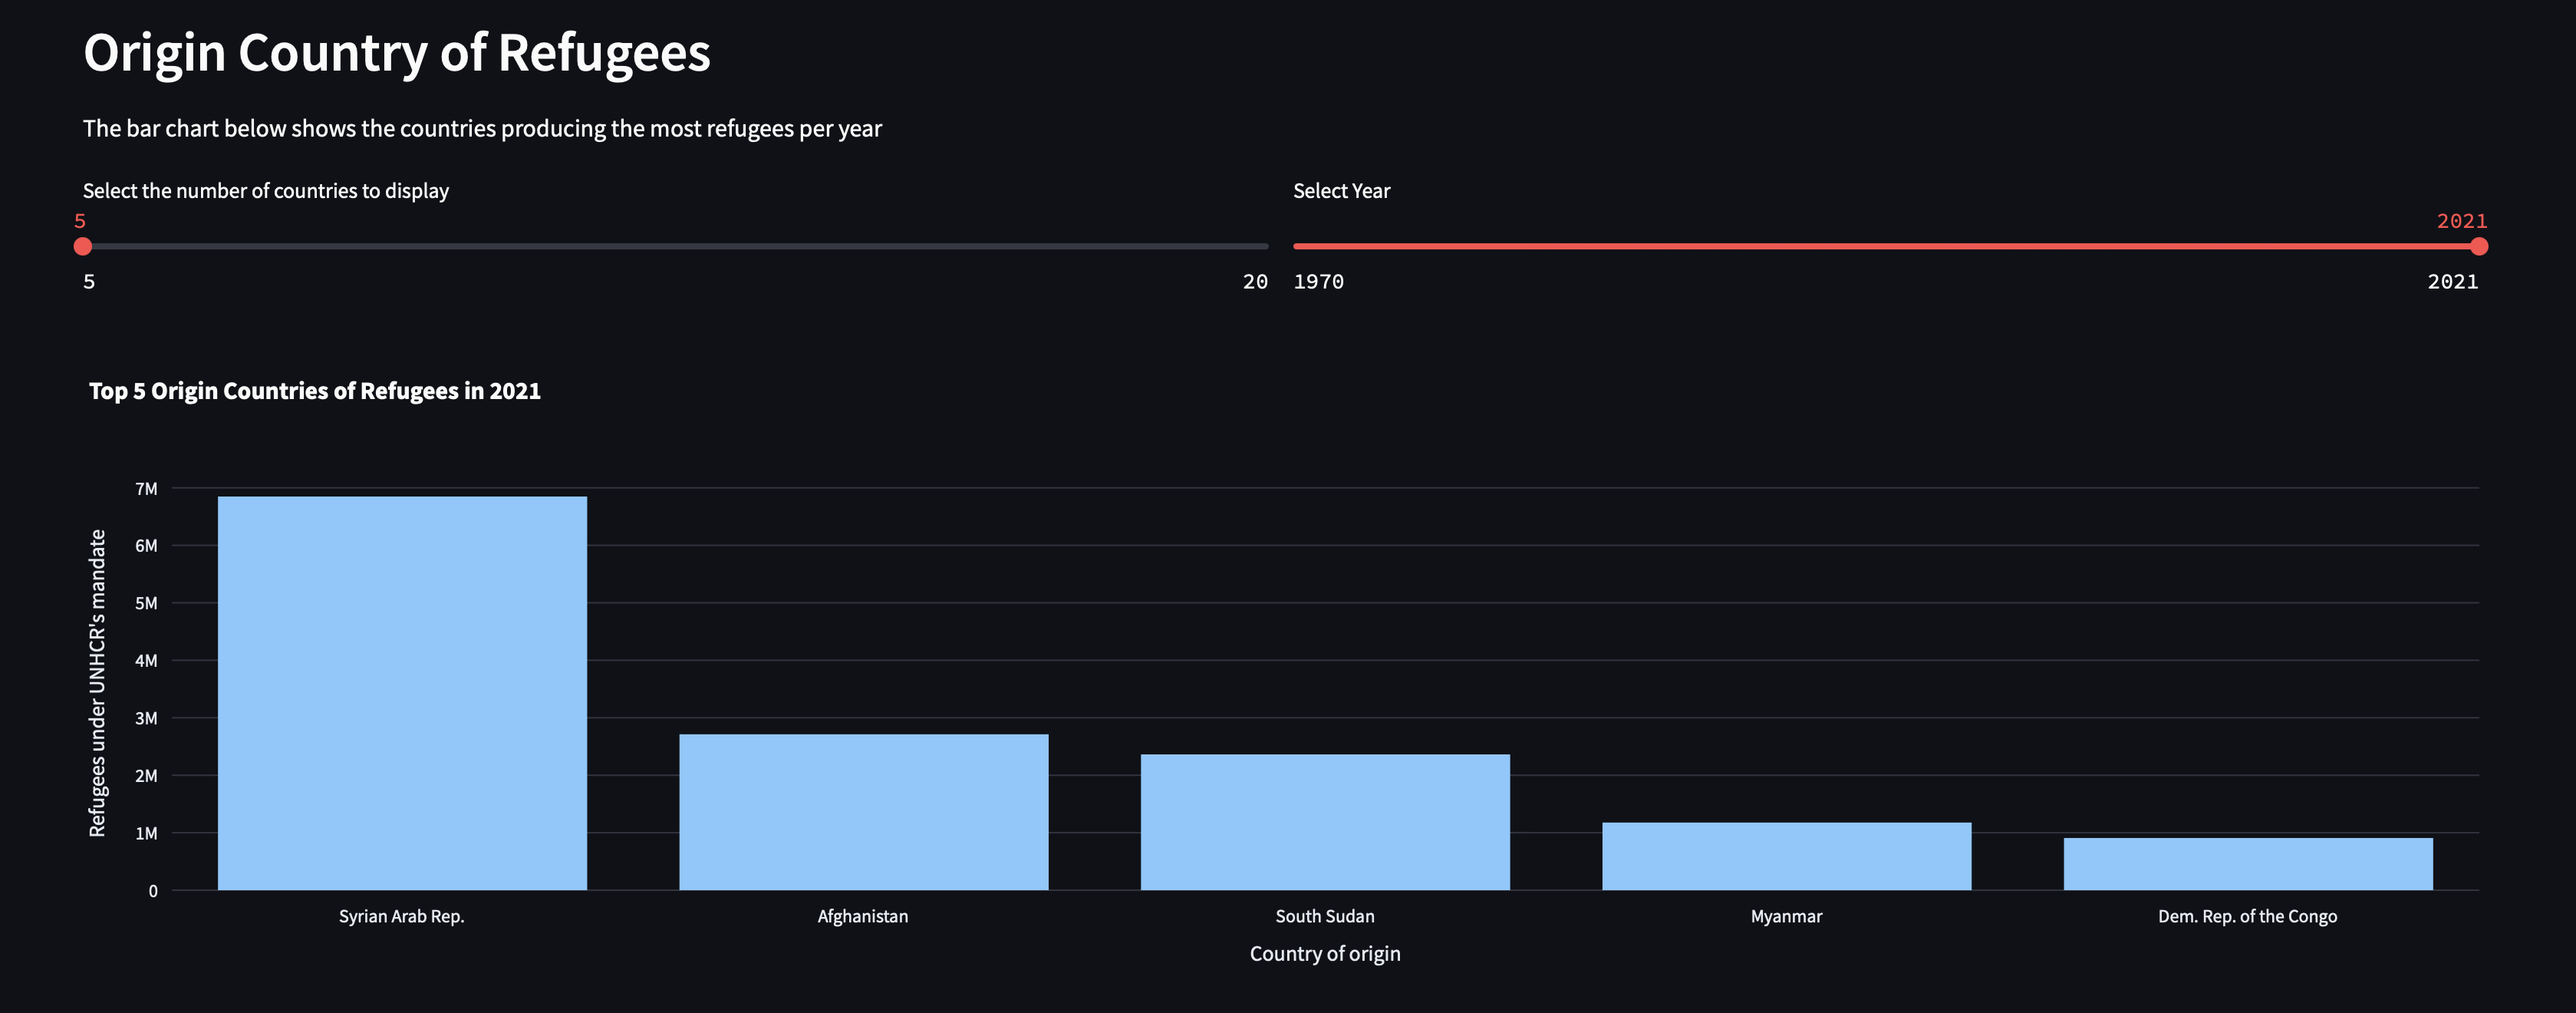 Origin Country of Refugees
The bar chart below shows the countries producing the most refugees per year
Select the number of countries to display
5
5
20
Select Year
2021
1970
2021
Top 5 Origin Countries of Refugees in 2021
Refugees under UNHCR's mandate
7M
6M
5M
4M
3M
2M
1M
0
Syrian Arab Rep.
Afghanistan
South Sudan
Myanmar
Dem. Rep. of the Congo
Country of origin